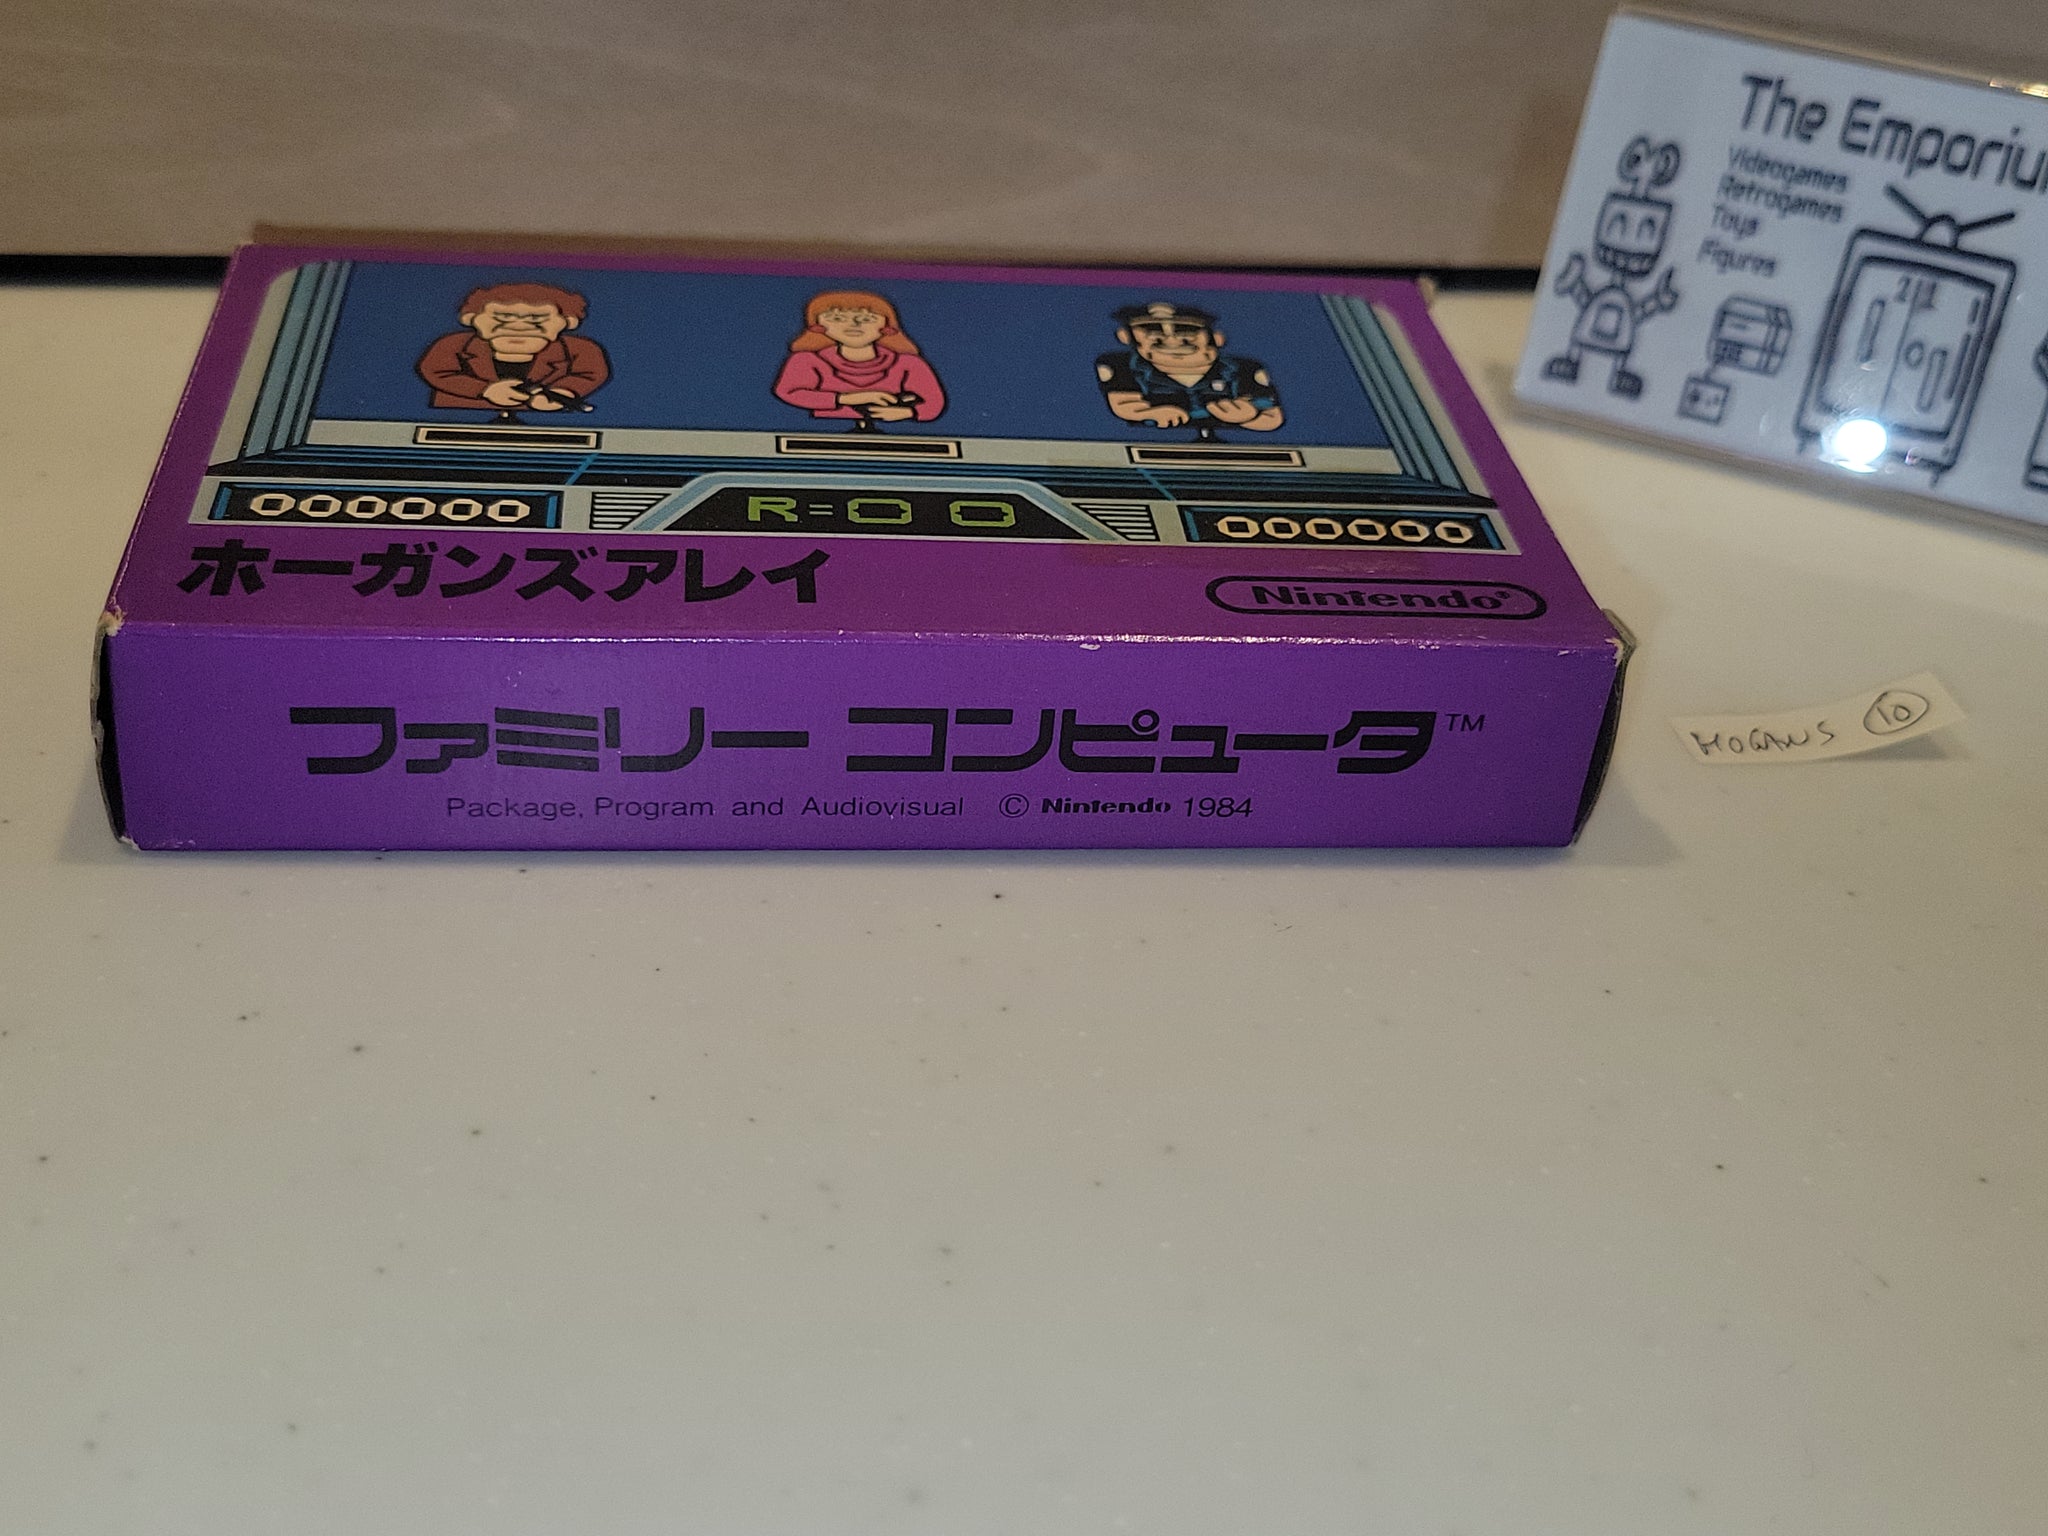 The Emporiu
Videogames
Retrogames
Toys
Figures
000000
R=00
000000
ホーガンズアレイ
Nintendo®
ファミリー コンピュータ™
Package, Program and Audiovisual © Nintendo 1984
HOGANS 10